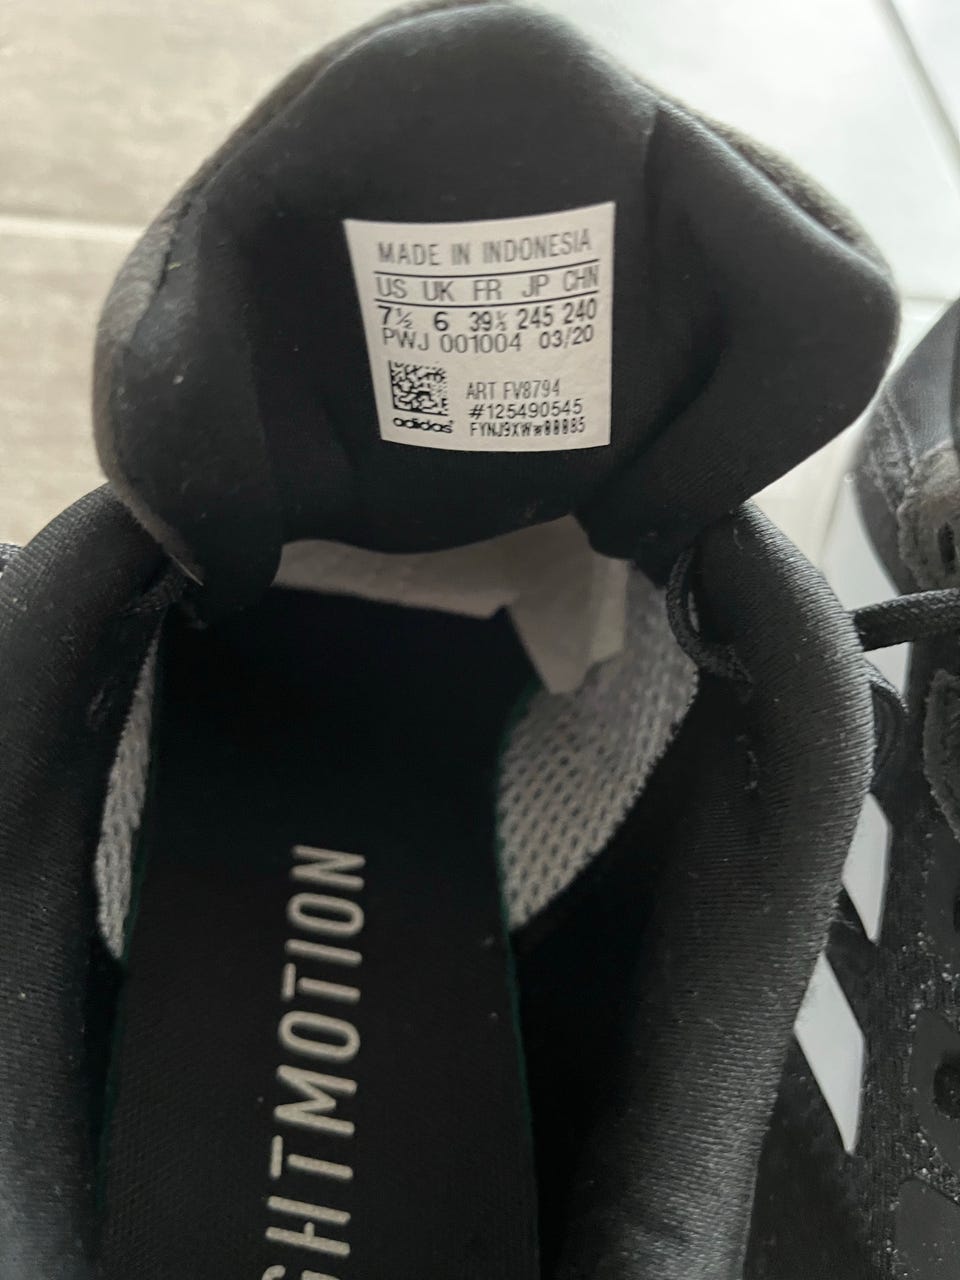 MADE IN INDONESIA
US UK FR JP CHN
7½ 6 39⅓ 245 240
PWJ 001004 03/20
ART FV8794
#125490545
adidas
GHTMOTION